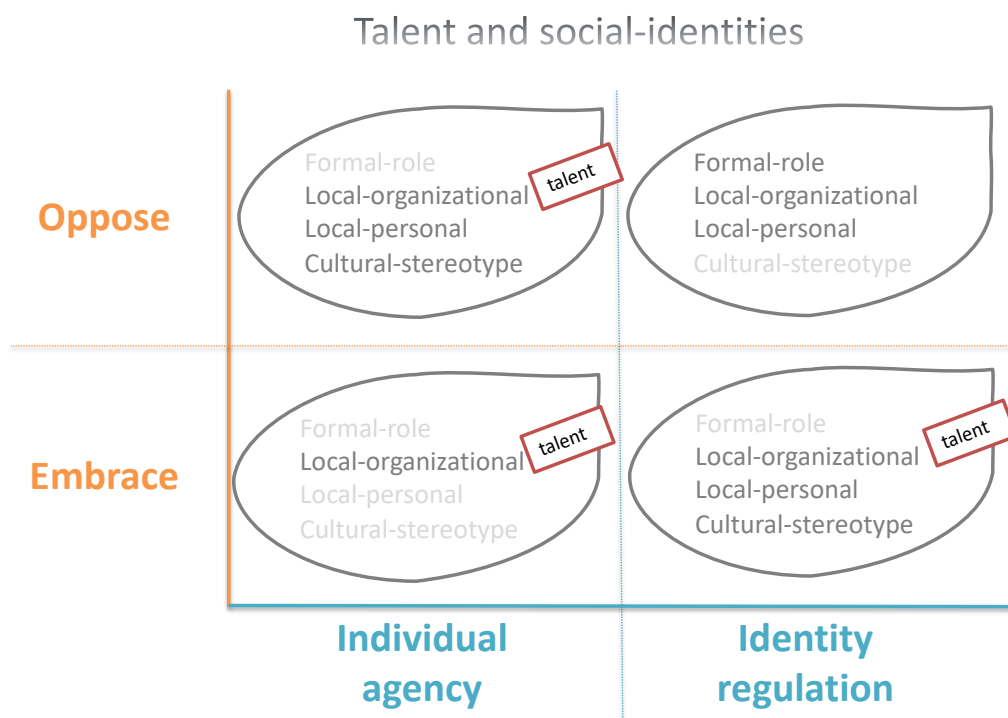 Talent and social-identities
Oppose
Formal-role
Local-organizational
Local-personal
Cultural-stereotype
talent
Formal-role
Local-organizational
Local-personal
Cultural-stereotype
Embrace
Formal-role
Local-organizational
Local-personal
Cultural-stereotype
talent
Formal-role
Local-organizational
Local-personal
Cultural-stereotype
talent
Individual
agency
Identity
regulation